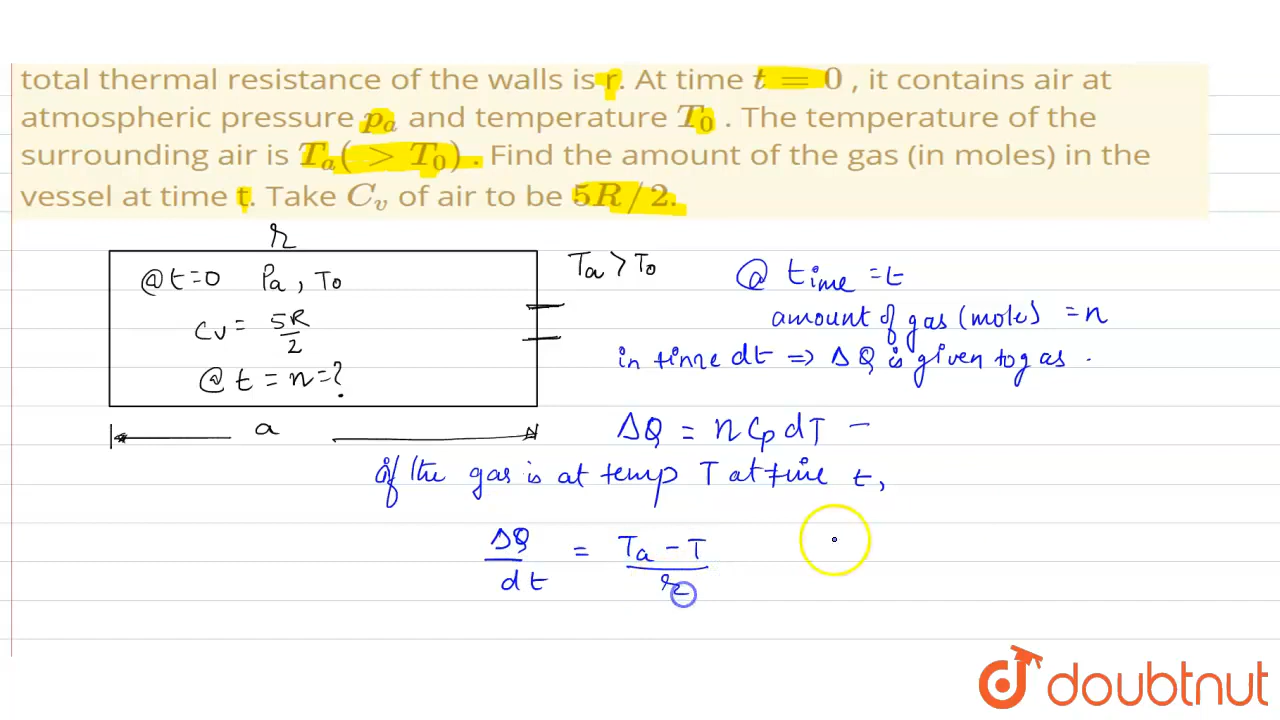 total thermal resistance of the walls is r. At time t = 0 , it contains air at
atmospheric pressure pₐ and temperature T₀ . The temperature of the
surrounding air is Tₐ( > T₀) . Find the amount of the gas (in moles) in the
vessel at time t. Take Cᵥ of air to be 5R/2.
r
@ t=0 Pa , T₀
Cv = 5R/2
@ t = n=?
a
Ta > T₀
@ time = t
amount of gas (mole) = n
in time dt ⇒ ΔQ is given to gas .
ΔQ = n Cp dT –
if the gas is at temp T at time t,
ΔQ/dt = Ta – T/r
doubtnut